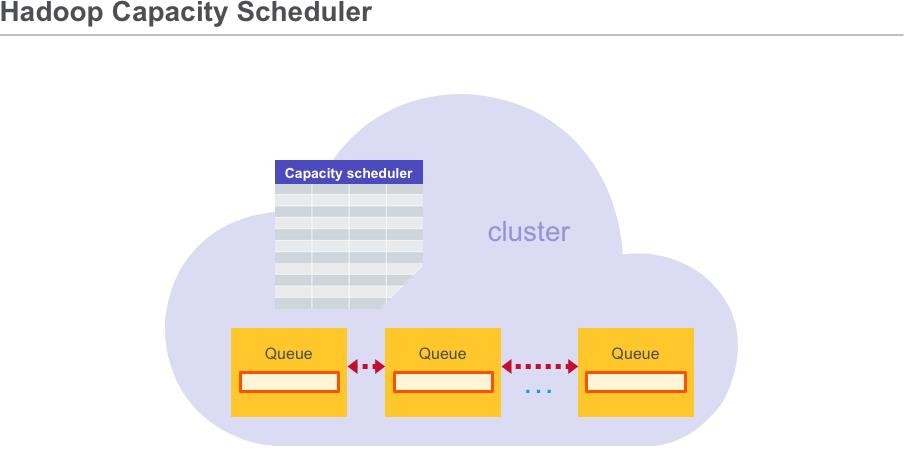 Hadoop Capacity Scheduler
Capacity scheduler
cluster
Queue
Queue
Queue
...